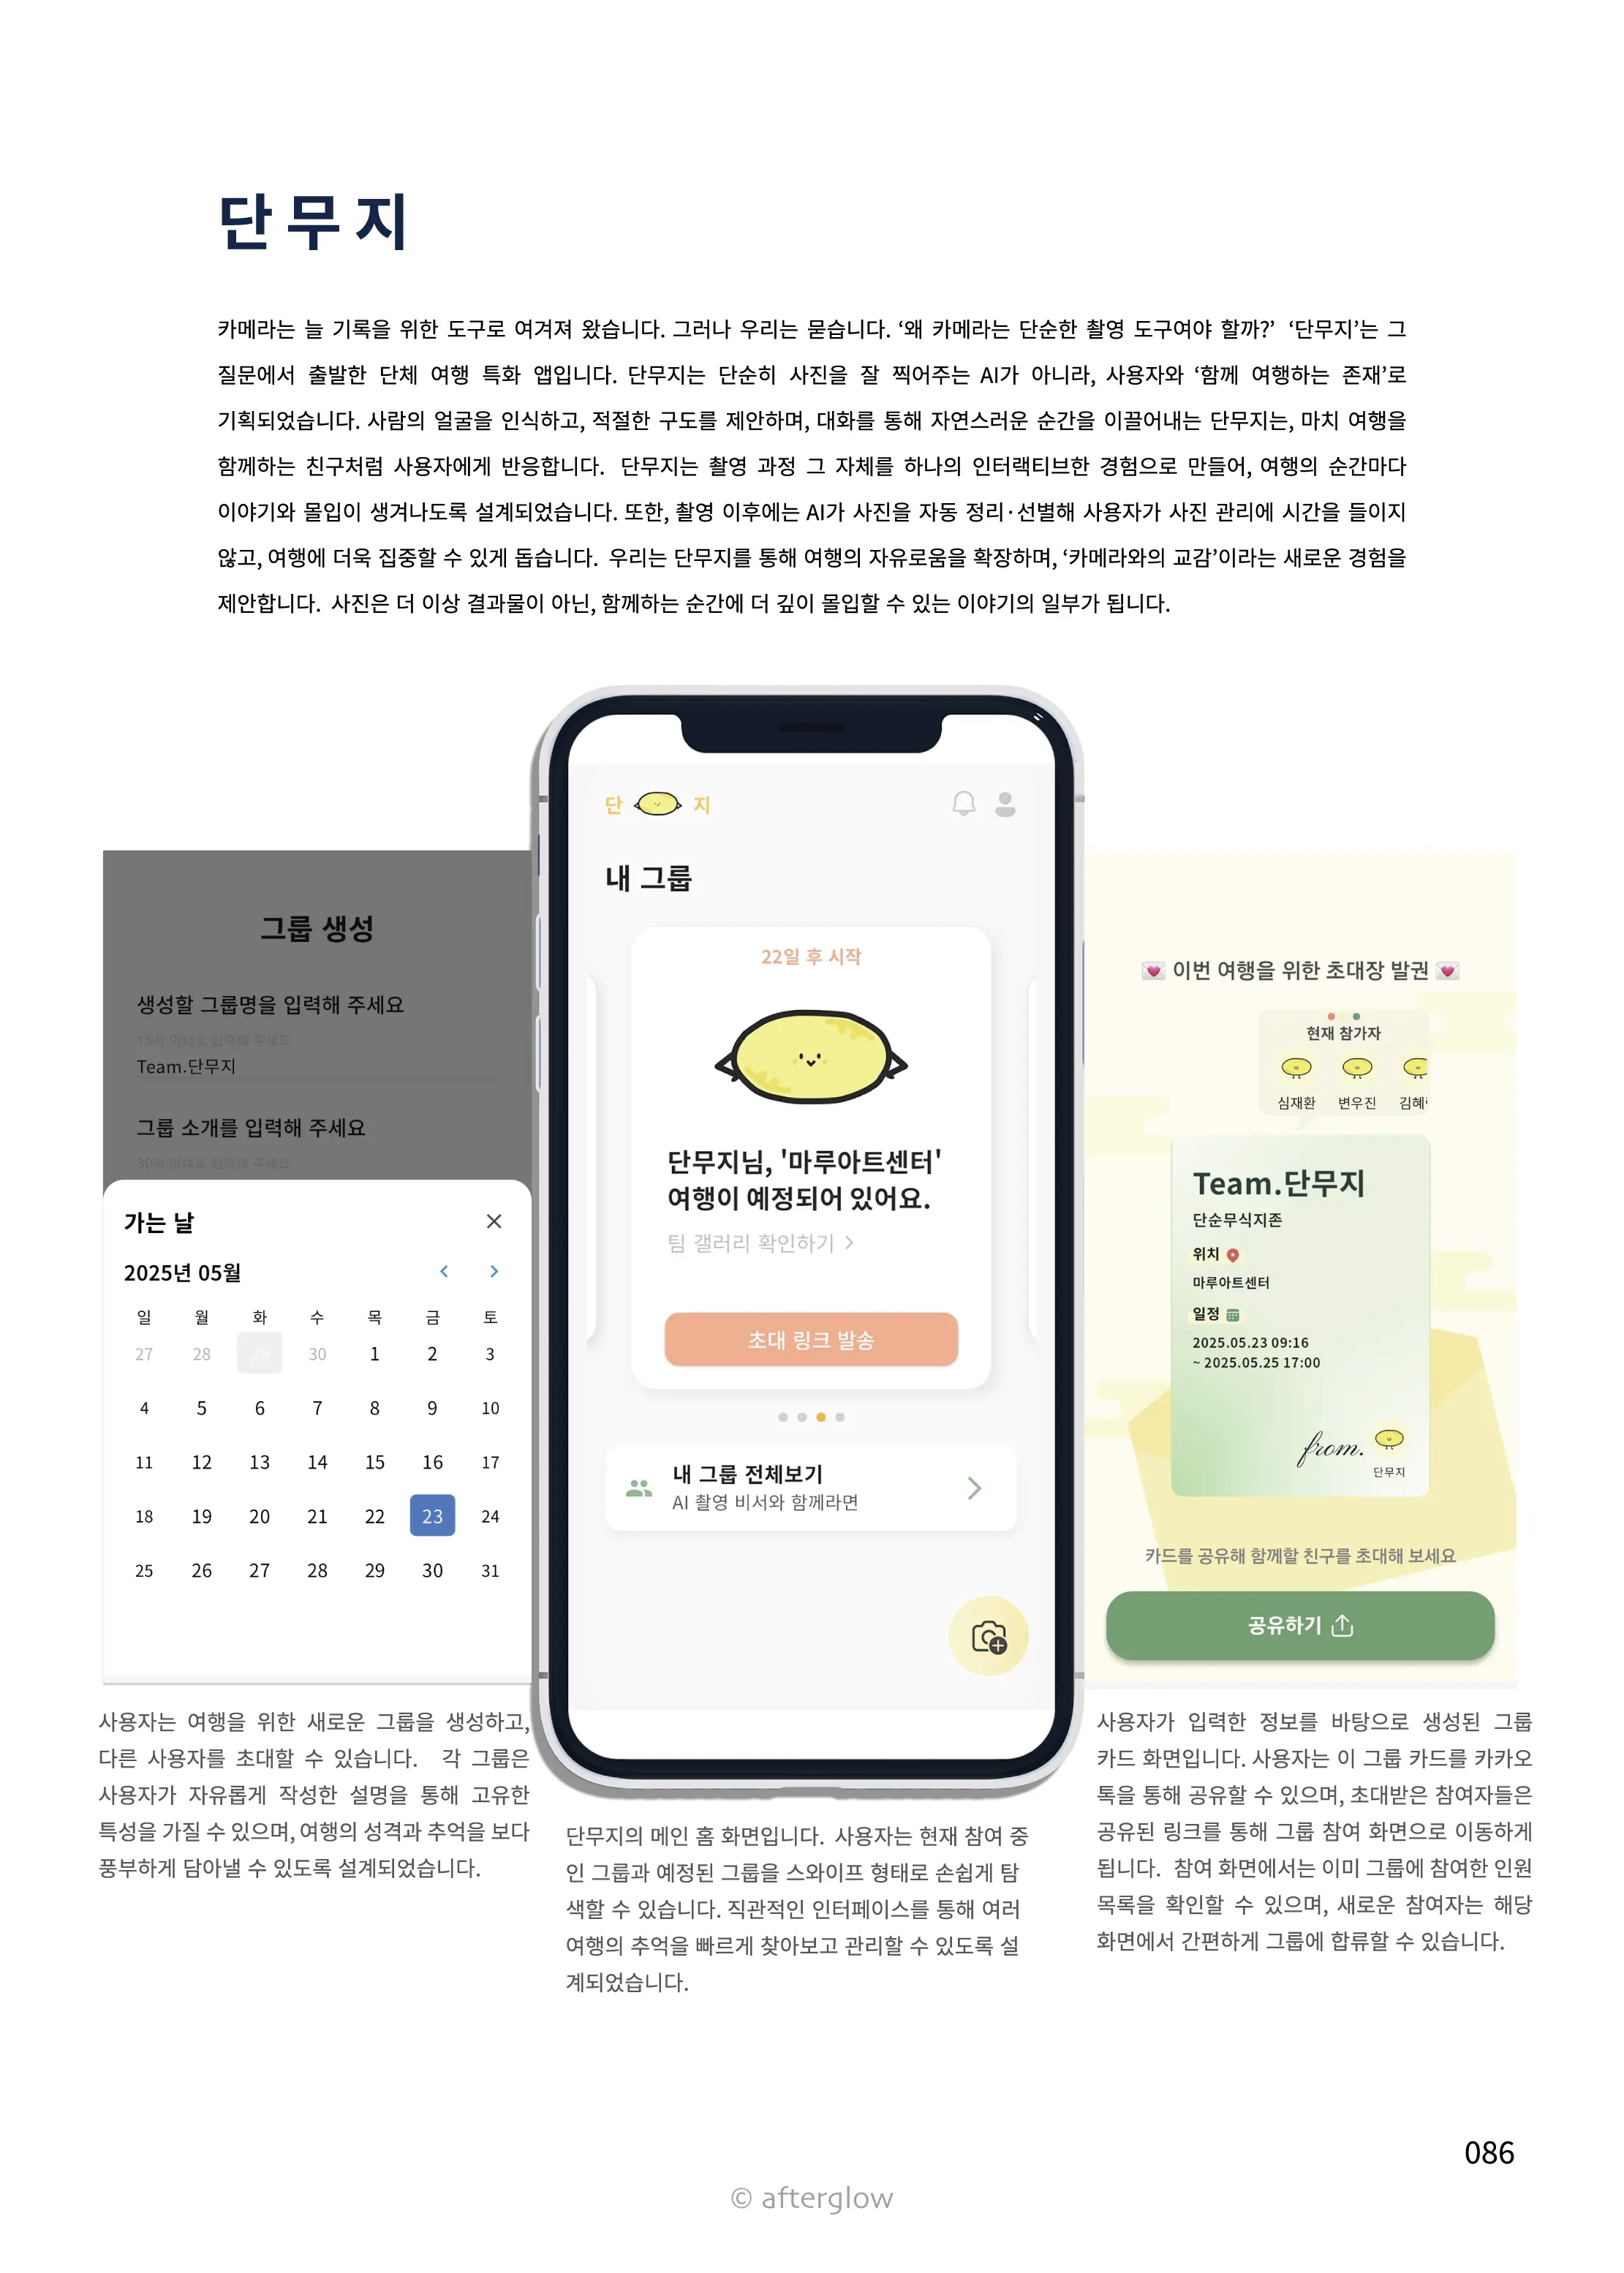 단무지
카메라는 늘 기록을 위한 도구로 여겨져 왔습니다. 그러나 우리는 묻습니다. ‘왜 카메라는 단순한 촬영 도구여야 할까?’ ‘단무지’는 그
질문에서 출발한 단체 여행 특화 앱입니다. 단무지는 단순히 사진을 잘 찍어주는 AI가 아니라, 사용자와 ‘함께 여행하는 존재’로
기획되었습니다. 사람의 얼굴을 인식하고, 적절한 구도를 제안하며, 대화를 통해 자연스러운 순간을 이끌어내는 단무지는, 마치 여행을
함께하는 친구처럼 사용자에게 반응합니다. 단무지는 촬영 과정 그 자체를 하나의 인터랙티브한 경험으로 만들어, 여행의 순간마다
이야기와 몰입이 생겨나도록 설계되었습니다. 또한, 촬영 이후에는 AI가 사진을 자동 정리·선별해 사용자가 사진 관리에 시간을 들이지
않고, 여행에 더욱 집중할 수 있게 돕습니다. 우리는 단무지를 통해 여행의 자유로움을 확장하며, ‘카메라와의 교감’이라는 새로운 경험을
제안합니다. 사진은 더 이상 결과물이 아닌, 함께하는 순간에 더 깊이 몰입할 수 있는 이야기의 일부가 됩니다.
그룹 생성
생성할 그룹명을 입력해 주세요
15자 이내로 입력해 주세요
Team.단무지
그룹 소개를 입력해 주세요
30자 이내로 입력해 주세요
가는 날
2025년 05월
일 월 화 수 목 금 토
27 28 29 30 1 2 3
4 5 6 7 8 9 10
11 12 13 14 15 16 17
18 19 20 21 22 23 24
25 26 27 28 29 30 31
사용자는 여행을 위한 새로운 그룹을 생성하고,
다른 사용자를 초대할 수 있습니다. 각 그룹은
사용자가 자유롭게 작성한 설명을 통해 고유한
특성을 가질 수 있으며, 여행의 성격과 추억을 보다
풍부하게 담아낼 수 있도록 설계되었습니다.
단 지
내 그룹
22일 후 시작
단무지님, '마루아트센터'
여행이 예정되어 있어요.
팀 갤러리 확인하기
초대 링크 발송
내 그룹 전체보기
AI 촬영 비서와 함께라면
단무지의 메인 홈 화면입니다. 사용자는 현재 참여 중
인 그룹과 예정된 그룹을 스와이프 형태로 손쉽게 탐
색할 수 있습니다. 직관적인 인터페이스를 통해 여러
여행의 추억을 빠르게 찾아보고 관리할 수 있도록 설
계되었습니다.
이번 여행을 위한 초대장 발권
현재 참가자
심재환 변우진 김혜
Team.단무지
단순무식지존
위치
마루아트센터
일정
2025.05.23 09:16
~ 2025.05.25 17:00
from.
단무지
카드를 공유해 함께할 친구를 초대해 보세요
공유하기
사용자가 입력한 정보를 바탕으로 생성된 그룹
카드 화면입니다. 사용자는 이 그룹 카드를 카카오
톡을 통해 공유할 수 있으며, 초대받은 참여자들은
공유된 링크를 통해 그룹 참여 화면으로 이동하게
됩니다. 참여 화면에서는 이미 그룹에 참여한 인원
목록을 확인할 수 있으며, 새로운 참여자는 해당
화면에서 간편하게 그룹에 합류할 수 있습니다.
086
© afterglow